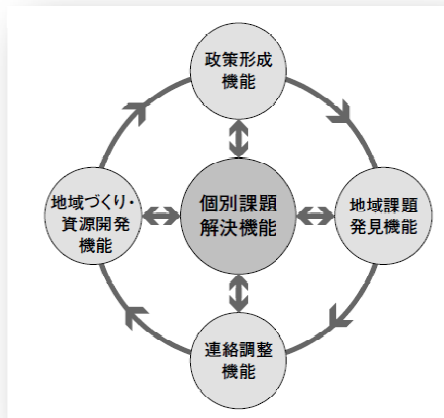 政策形成
機能
地域づくり・
資源開発
機能
個別課題
解決機能
地域課題
発見機能
連絡調整
機能